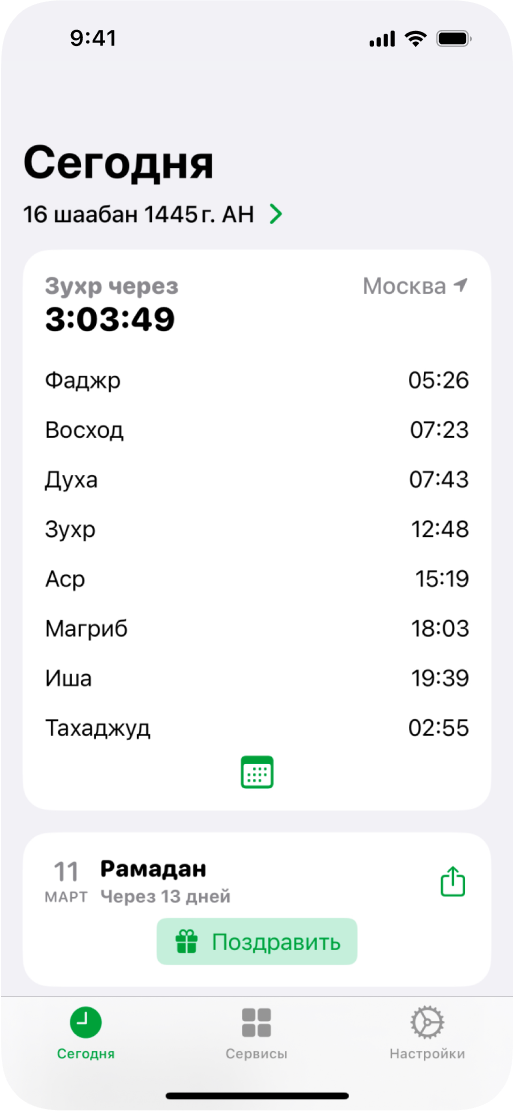 9:41
Сегодня
16 шаабан 1445 г. AH
Зухр через Москва
3:03:49
Фаджр 05:26
Восход 07:23
Духа 07:43
Зухр 12:48
Аср 15:19
Магриб 18:03
Иша 19:39
Тахаджуд 02:55
11 Рамадан
МАРТ Через 13 дней
Поздравить
Сегодня Сервисы Настройки